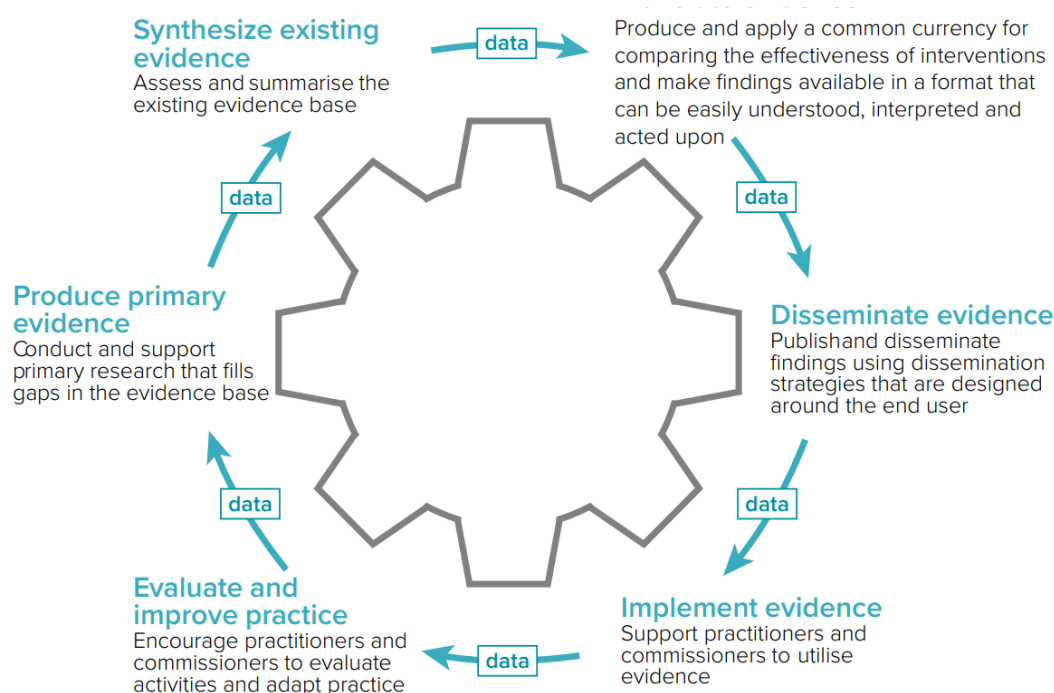 Synthesize existing
evidence
Assess and summarise the
existing evidence base
data
Produce and apply a common currency for
comparing the effectiveness of interventions
and make findings available in a format that
can be easily understood, interpreted and
acted upon
data
Disseminate evidence
Publishand disseminate
findings using dissemination
strategies that are designed
around the end user
data
Implement evidence
Support practitioners and
commissioners to utilise
evidence
data
Evaluate and
improve practice
Encourage practitioners and
commissioners to evaluate
activities and adapt practice
data
Produce primary
evidence
Conduct and support
primary research that fills
gaps in the evidence base
data